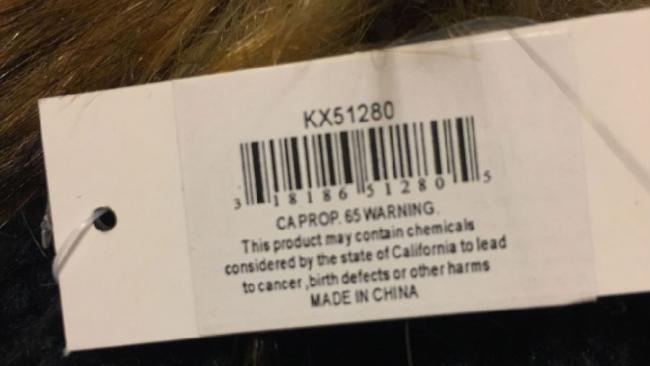 KX51280
3 18186 51280 5
CA PROP. 65 WARNING.
This product may contain chemicals
considered by the state of California to lead
to cancer ,birth defects or other harms
MADE IN CHINA